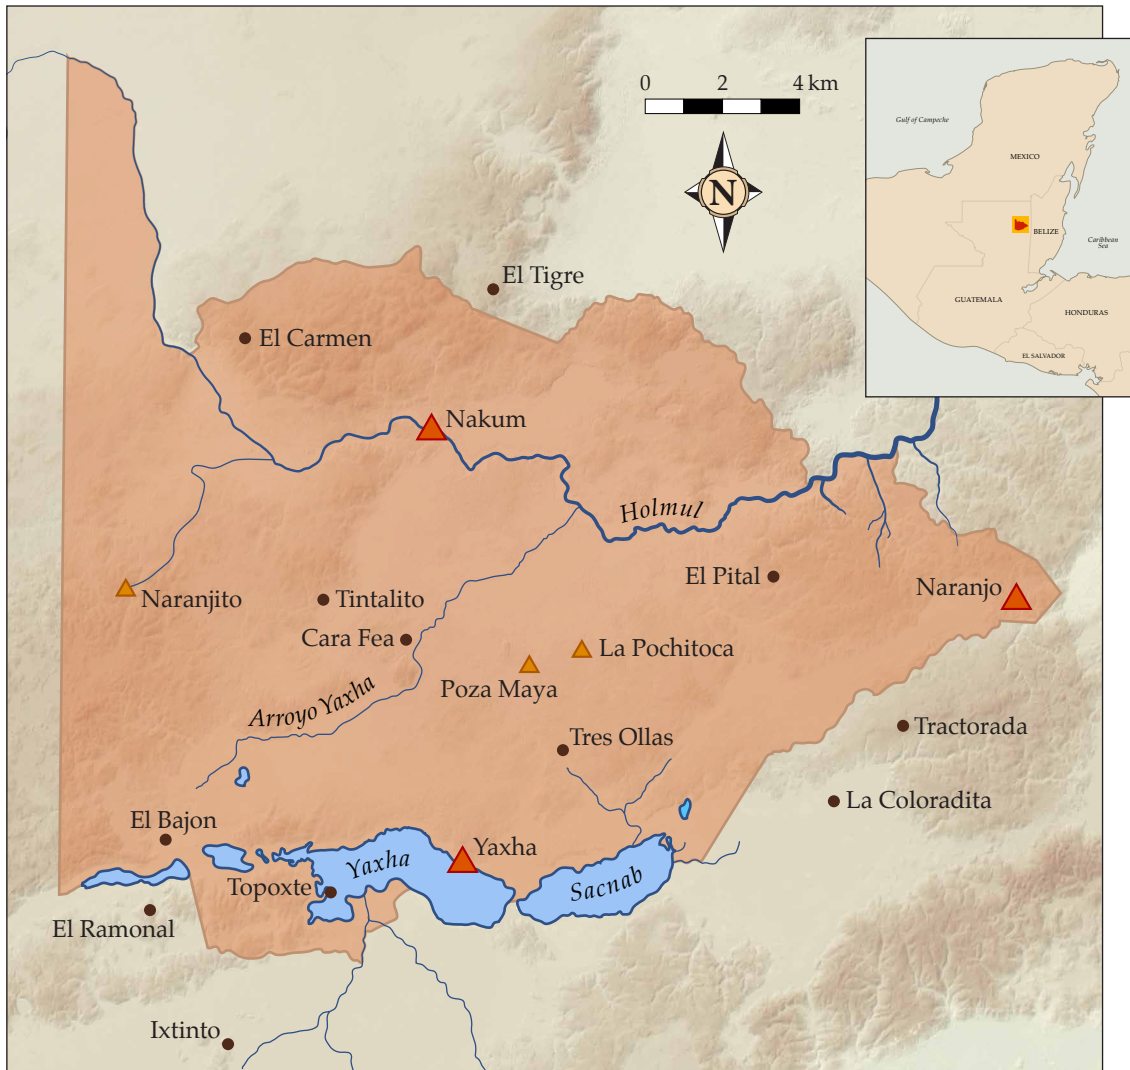 0 2 4 km
N
Gulf of Campeche
MEXICO
BELIZE
Caribbean
Sea
GUATEMALA
HONDURAS
EL SALVADOR
El Tigre
El Carmen
Nakum
Holmul
El Pital
Naranjo
Naranjito
Tintalito
Cara Fea
La Pochitoca
Poza Maya
Arroyo Yaxha
Tres Ollas
Tractorada
La Coloradita
El Bajon
Yaxha
Yaxha
Topoxte
Sacnab
El Ramonal
Ixtinto